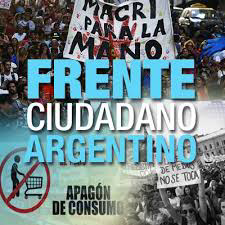 MACRI
PARA LA
MANO
FRENTE
CIUDADANO
ARGENTINO
APAGÓN
DE CONSUMO
NO SE TOCA